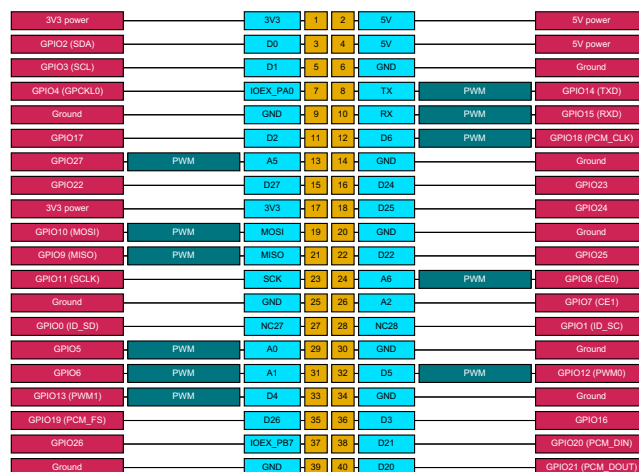 3V3 power 3V3 1 2 5V 5V power
GPIO2 (SDA) D0 3 4 5V 5V power
GPIO3 (SCL) D1 5 6 GND Ground
GPIO4 (GPCKL0) IOEX_PA0 7 8 TX PWM GPIO14 (TXD)
Ground GND 9 10 RX PWM GPIO15 (RXD)
GPIO17 D2 11 12 D6 PWM GPIO18 (PCM_CLK)
GPIO27 PWM A5 13 14 GND Ground
GPIO22 D27 15 16 D24 GPIO23
3V3 power 3V3 17 18 D25 GPIO24
GPIO10 (MOSI) PWM MOSI 19 20 GND Ground
GPIO9 (MISO) PWM MISO 21 22 D22 GPIO25
GPIO11 (SCLK) SCK 23 24 A6 PWM GPIO8 (CE0)
Ground GND 25 26 A2 GPIO7 (CE1)
GPIO0 (ID_SD) NC27 27 28 NC28 GPIO1 (ID_SC)
GPIO5 PWM A0 29 30 GND Ground
GPIO6 PWM A1 31 32 D5 PWM GPIO12 (PWM0)
GPIO13 (PWM1) PWM D4 33 34 GND Ground
GPIO19 (PCM_FS) D26 35 36 D3 GPIO16
GPIO26 IOEX_PB7 37 38 D21 GPIO20 (PCM_DIN)
Ground GND 39 40 D20 GPIO21 (PCM_DOUT)